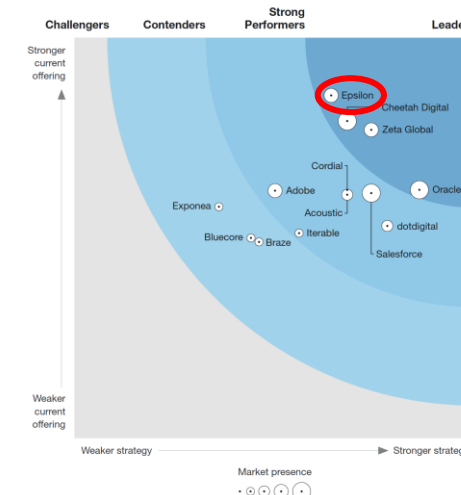 Challengers
Contenders
Strong
Performers
Leade
Stronger
current
offering
Epsilon
Cheetah Digital
Zeta Global
Cordial
Adobe
Oracle
Exponea
Acoustic
Iterable
dotdigital
Bluecore
Braze
Salesforce
Weaker
current
offering
Weaker strategy
Stronger strateg
Market presence